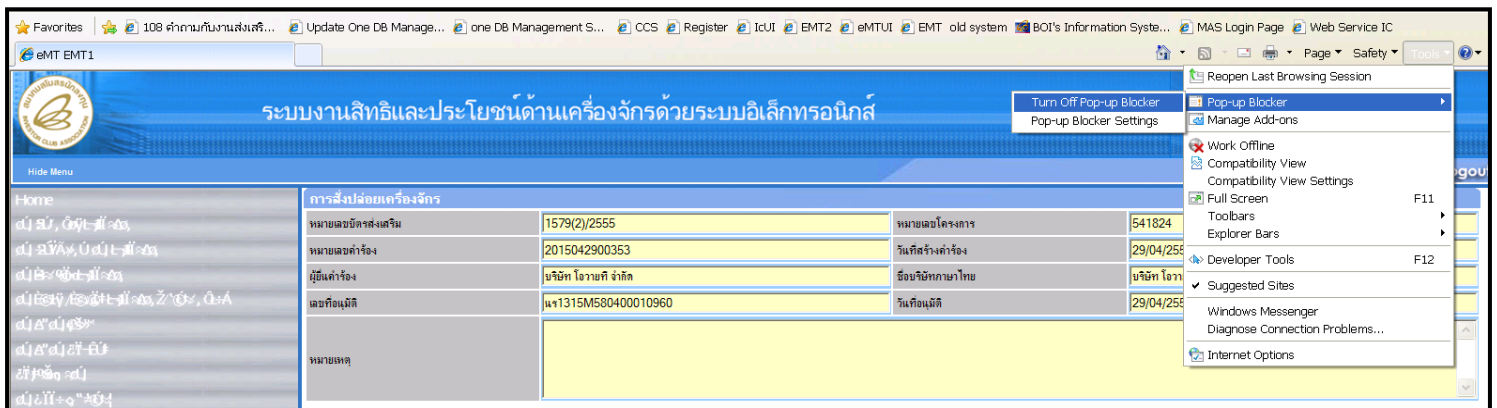 Favorites 108 คำถามกับงานส่งเสริ... Update One DB Manage... one DB Management S... CCS Register IcUI EMT2 eMTUI EMT old system BOI's Information Syste... MAS Login Page Web Service IC
eMT EMT1 Page Safety Tools
Reopen Last Browsing Session
ระบบงานสิทธิและประโยชน์ด้านเครื่องจักรด้วยระบบอิเล็กทรอนิกส์
Turn Off Pop-up Blocker Pop-up Blocker
Pop-up Blocker Settings Manage Add-ons
INVESTOR CLUB ASSOCIATION
Work Offline
Compatibility View
Hide Menu
Compatibility View Settings
Home การสั่งปล่อยเครื่องจักร Full Screen F11
หมายเลขบัตรส่งเสริม 1579(2)/2555 หมายเลขโครงการ 541824
Toolbars
Explorer Bars
หมายเลขคำร้อง 2015042900353 วันที่สร้างคำร้อง 29/04/255
Developer Tools F12
ผู้ยื่นคำร้อง บริษัท โอวายที จำกัด ชื่อบริษัทภาษาไทย บริษัท โอวา
Suggested Sites
เลขที่อนุมัติ นร1315M580400010960 วันที่อนุมัติ 29/04/255
Windows Messenger
Diagnose Connection Problems...
หมายเหตุ
Internet Options